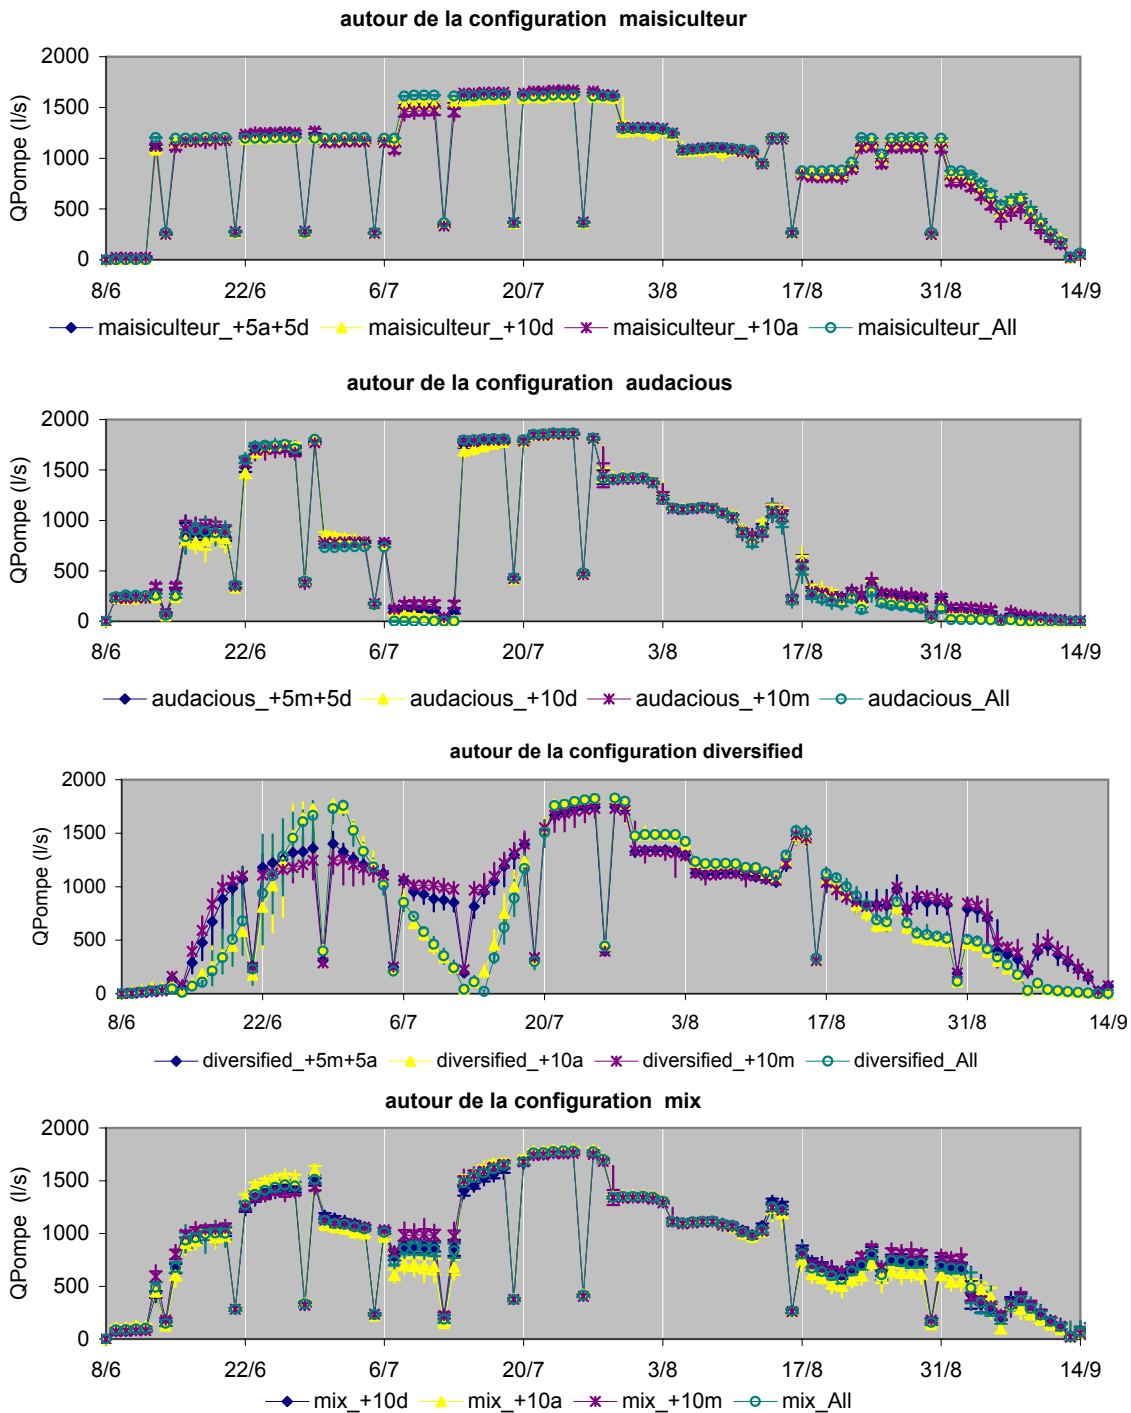 autour de la configuration maisiculteur
QPompe (l/s)
2000
1500
1000
500
0
8/6 22/6 6/7 20/7 3/8 17/8 31/8 14/9
maisiculteur_+5a+5d maisiculteur_+10d maisiculteur_+10a maisiculteur_All
autour de la configuration audacious
QPompe (l/s)
2000
1500
1000
500
0
8/6 22/6 6/7 20/7 3/8 17/8 31/8 14/9
audacious_+5m+5d audacious_+10d audacious_+10m audacious_All
autour de la configuration diversified
QPompe (l/s)
2000
1500
1000
500
0
8/6 22/6 6/7 20/7 3/8 17/8 31/8 14/9
diversified_+5m+5a diversified_+10a diversified_+10m diversified_All
autour de la configuration mix
QPompe (l/s)
2000
1500
1000
500
0
8/6 22/6 6/7 20/7 3/8 17/8 31/8 14/9
mix_+10d mix_+10a mix_+10m mix_All